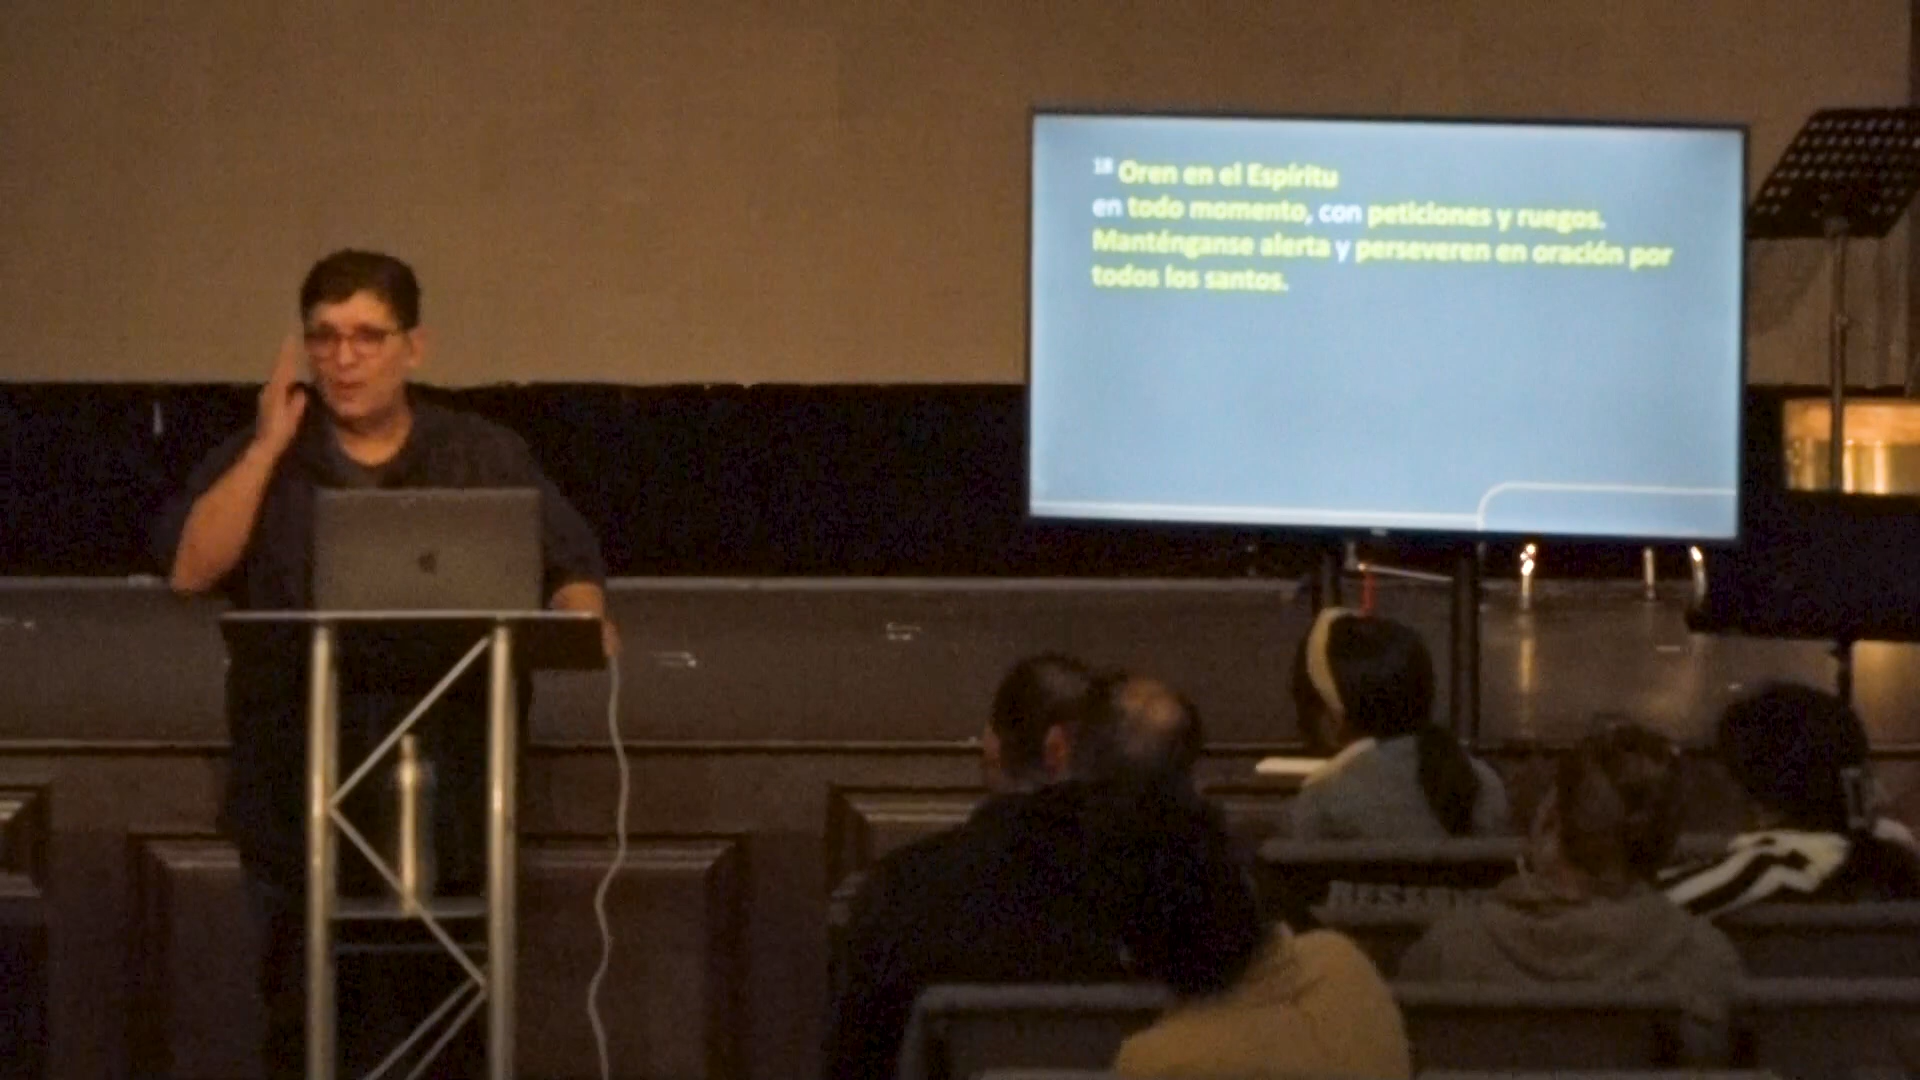 18 Oren en el Espíritu
en todo momento, con peticiones y ruegos.
Manténganse alerta y perseveren en oración por
todos los santos.